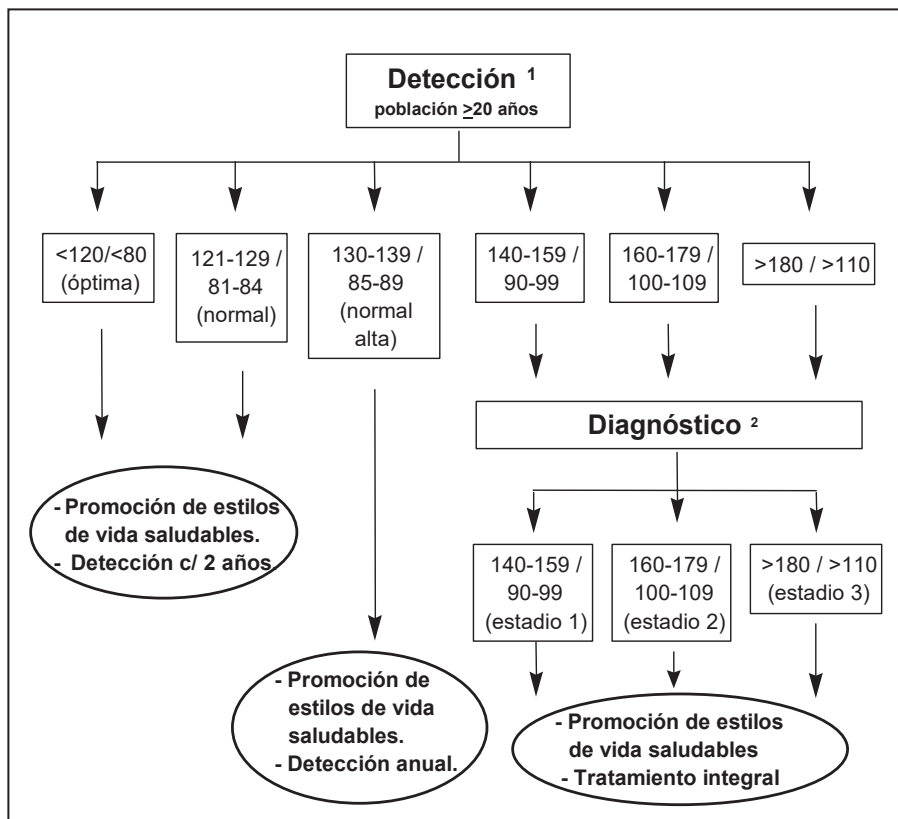 Detección 1
población >20 años
<120/<80
(óptima)
121-129 /
81-84
(normal)
130-139 /
85-89
(normal
alta)
140-159 /
90-99
160-179 /
100-109
>180 / >110
Diagnóstico 2
- Promoción de estilos
de vida saludables.
- Detección c/ 2 años
140-159 /
90-99
(estadio 1)
160-179 /
100-109
(estadio 2)
>180 / >110
(estadio 3)
- Promoción de
estilos de vida
saludables.
- Detección anual.
- Promoción de estilos
de vida saludables
- Tratamiento integral